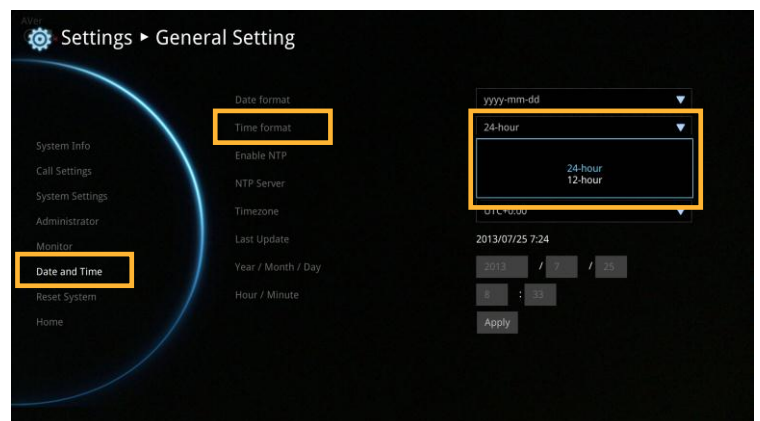 AVer
Settings ▸ General Setting
Date format
yyyy-mm-dd
Time format
24-hour
24-hour
12-hour
Enable NTP
NTP Server
Timezone
UTC+0:00
Last Update
2013/07/25 7:24
Year / Month / Day
2013 / 7 / 25
Hour / Minute
8 : 33
Apply
System Info
Call Settings
System Settings
Administrator
Monitor
Date and Time
Reset System
Home